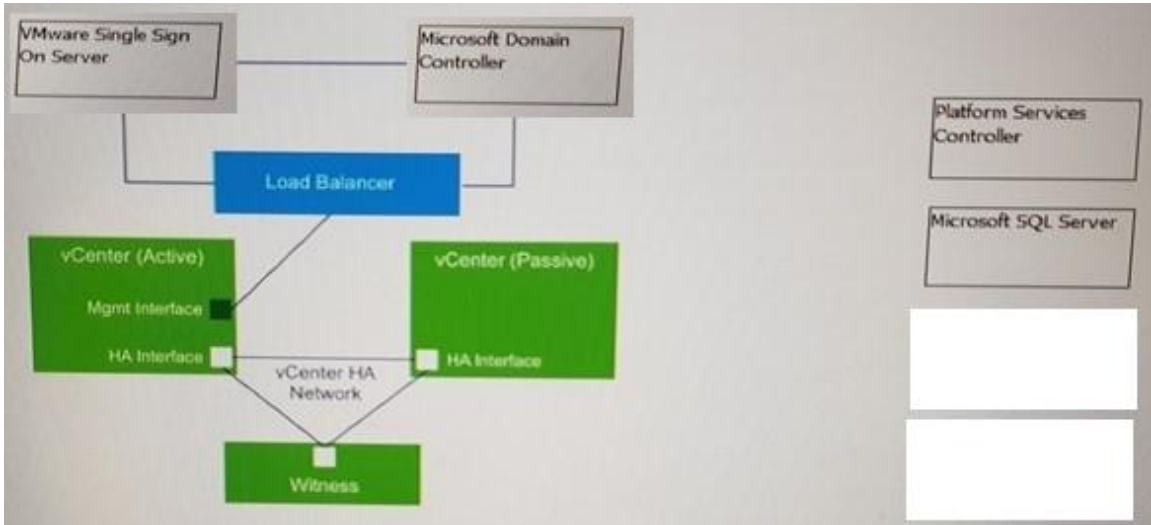 VMware Single Sign
On Server
Microsoft Domain
Controller
Platform Services
Controller
Load Balancer
Microsoft SQL Server
vCenter (Active)
vCenter (Passive)
Mgmt Interface
HA Interface
HA Interface
vCenter HA
Network
Witness